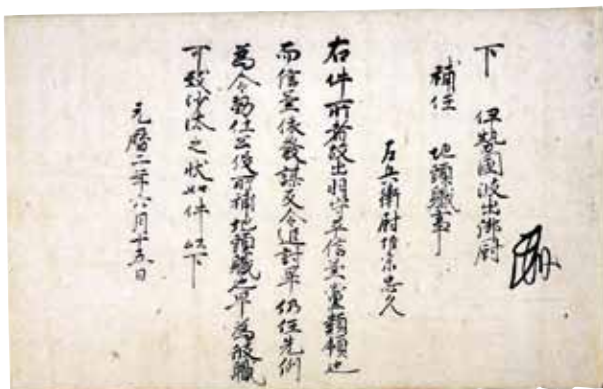 下 伊勢國波出御厨
補任 地頭職事
左兵衛尉惟宗忠久
右件所者故出羽守平信兼黨類領也
而信兼依發謀反令追討畢仍任先例
為令勤仕公役所補地頭職也早為彼職
可致沙汰之状如件以下
元暦二年六月十五日